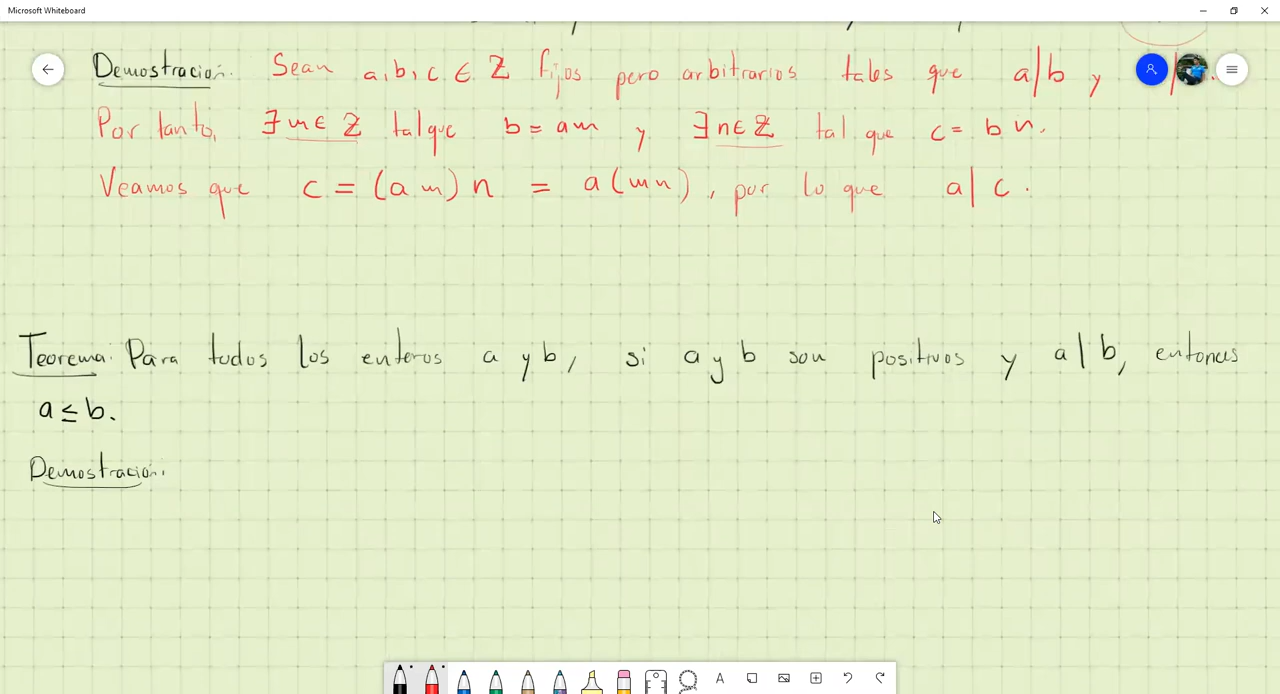 Microsoft Whiteboard
Demostración. Sean a, b, c ∈ ℤ fijos pero arbitrarios tales que a|b y
Por tanto, ∃ m ∈ ℤ tal que b = am y ∃ n ∈ ℤ tal que c = bn.
Veamos que c = (am)n = a(mn), por lo que a|c.
Teorema: Para todos los enteros a y b, si a y b son positivos y a|b, entonces
a ≤ b.
Demostración:
A